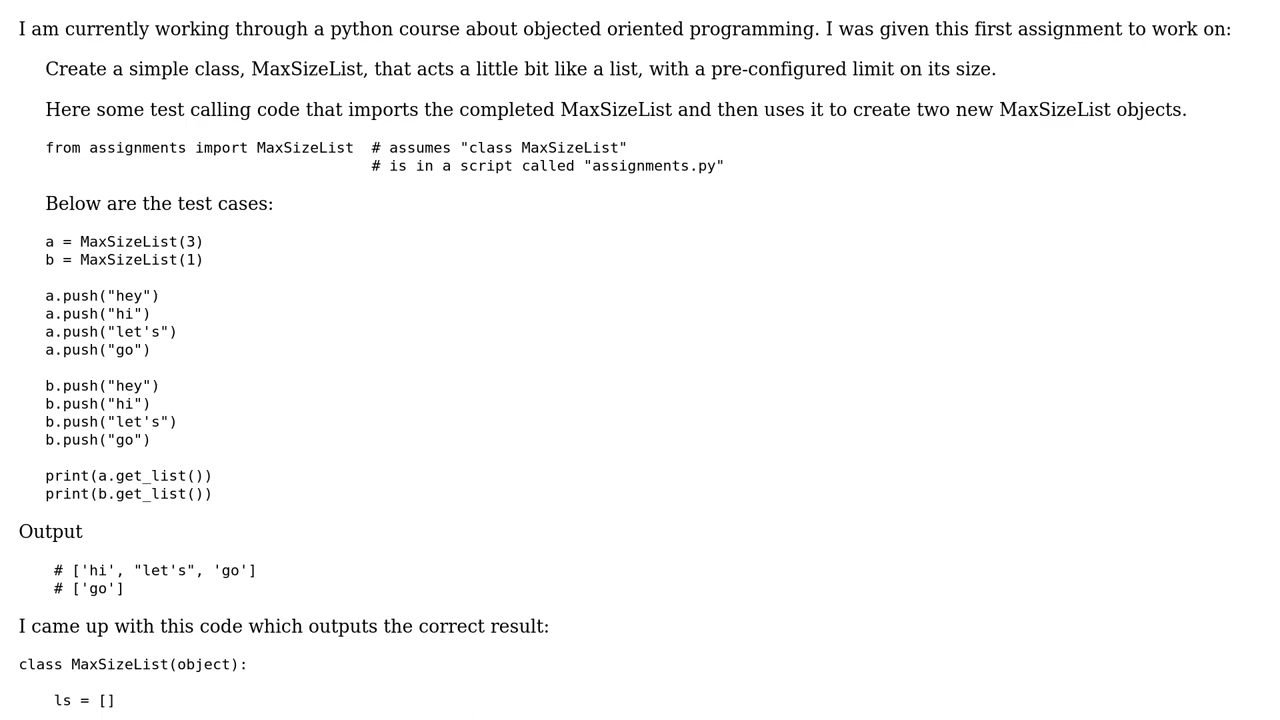 I am currently working through a python course about objected oriented programming. I was given this first assignment to work on:
Create a simple class, MaxSizeList, that acts a little bit like a list, with a pre-configured limit on its size.
Here some test calling code that imports the completed MaxSizeList and then uses it to create two new MaxSizeList objects.
from assignments import MaxSizeList  # assumes "class MaxSizeList"
                                     # is in a script called "assignments.py"
Below are the test cases:
a = MaxSizeList(3)
b = MaxSizeList(1)
a.push("hey")
a.push("hi")
a.push("let's")
a.push("go")
b.push("hey")
b.push("hi")
b.push("let's")
b.push("go")
print(a.get_list())
print(b.get_list())
Output
# ['hi', "let's", 'go']
# ['go']
I came up with this code which outputs the correct result:
class MaxSizeList(object):
    ls = []